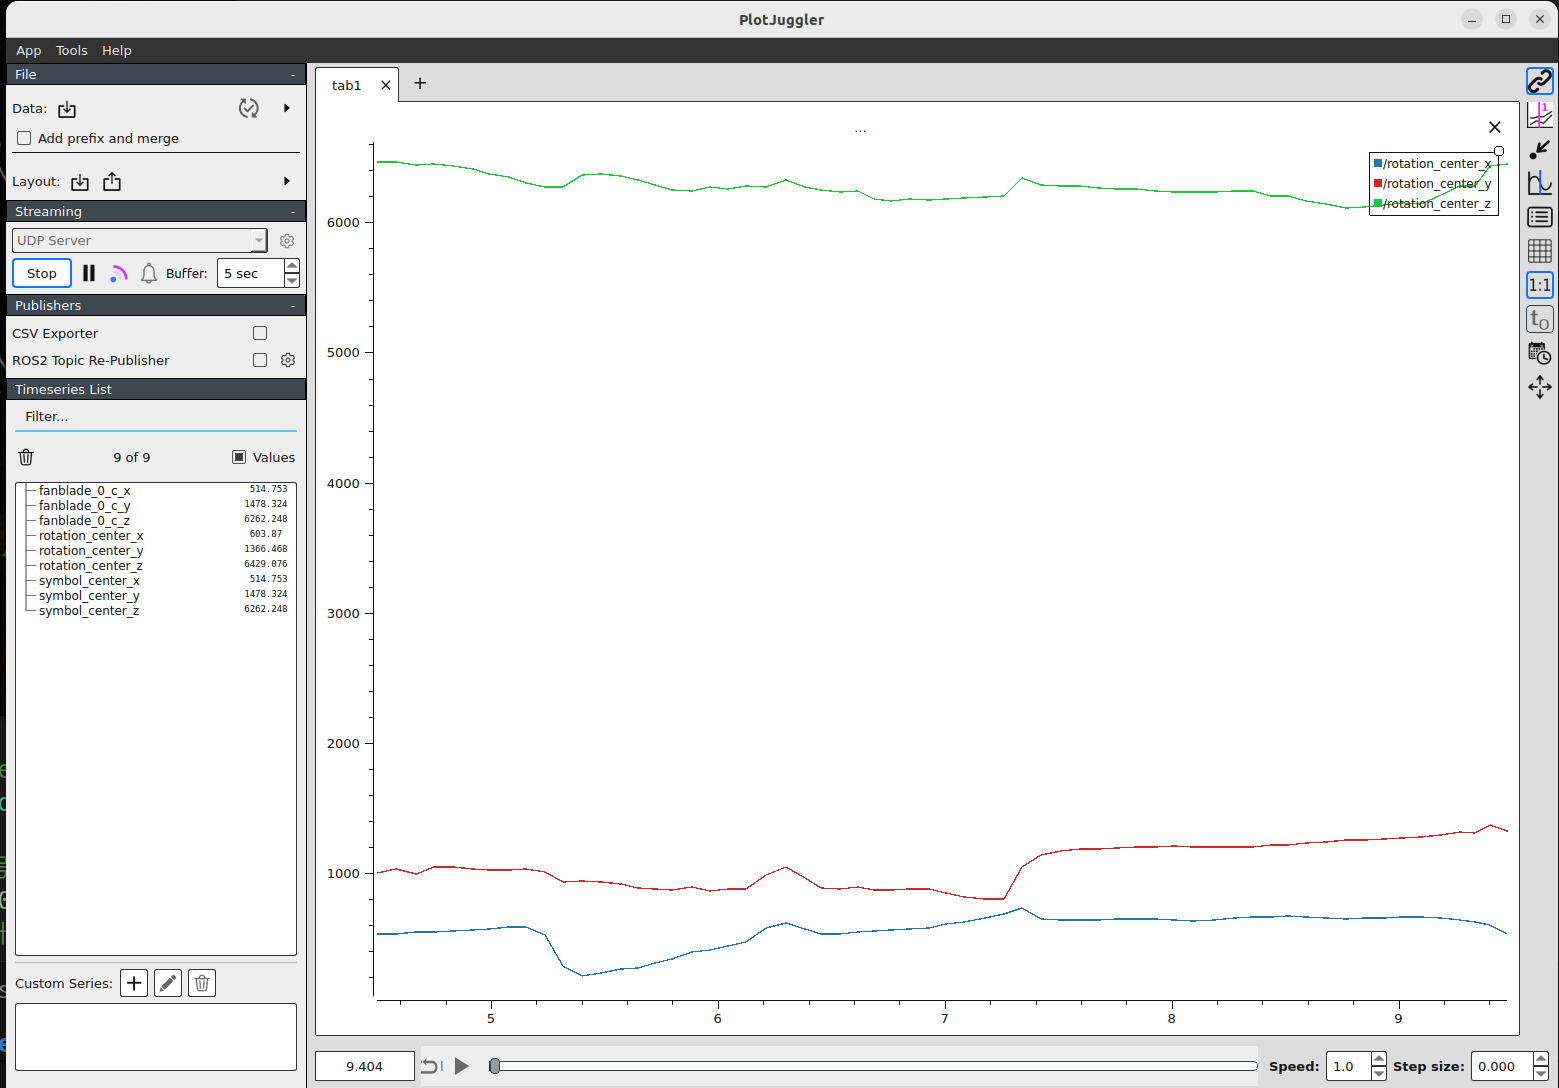 PlotJuggler
App Tools Help
File -
Data:
Add prefix and merge
Layout:
Streaming -
UDP Server
Stop Buffer: 5 sec
Publishers -
CSV Exporter
ROS2 Topic Re-Publisher
Timeseries List
Filter...
9 of 9 Values
fanblade_0_c_x 514.753
fanblade_0_c_y 1478.324
fanblade_0_c_z 6262.248
rotation_center_x 603.87
rotation_center_y 1366.468
rotation_center_z 6429.076
symbol_center_x 514.753
symbol_center_y 1478.324
symbol_center_z 6262.248
Custom Series:
tab1
...
/rotation_center_x
/rotation_center_y
/rotation_center_z
6000
5000
4000
3000
2000
1000
5 6 7 8 9
9.404
Speed: 1.0 Step size: 0.000
1
1:1
t0